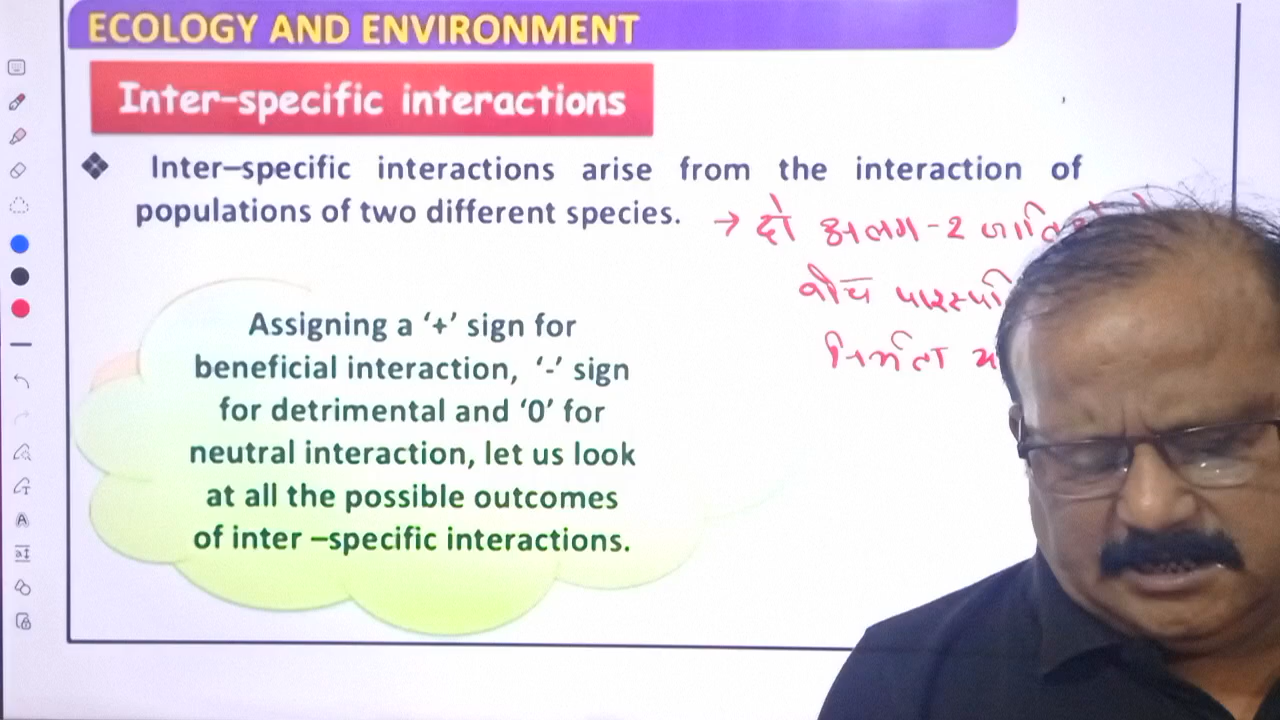 ECOLOGY AND ENVIRONMENT
Inter-specific interactions
❖ Inter–specific interactions arise from the interaction of
populations of two different species.
→ दो अलग-2
बीच
निर्मित
Assigning a ‘+’ sign for
beneficial interaction, ‘-’ sign
for detrimental and ‘0’ for
neutral interaction, let us look
at all the possible outcomes
of inter –specific interactions.